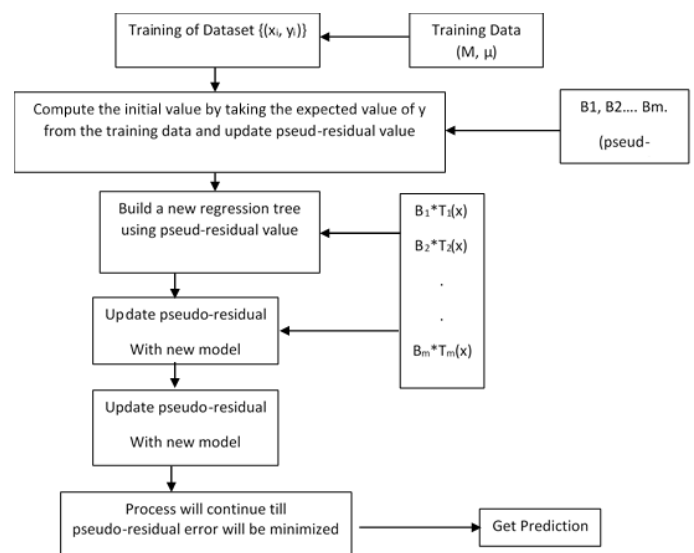 Training of Dataset {(xᵢ, yᵢ)}
Training Data
(M, μ)
Compute the initial value by taking the expected value of y
from the training data and update pseud-residual value
B1, B2.... Bm.
(pseud-
Build a new regression tree
using pseud-residual value
B₁*T₁(x)
B₂*T₂(x)
.
.
Bₘ*Tₘ(x)
Update pseudo-residual
With new model
Update pseudo-residual
With new model
Process will continue till
pseudo-residual error will be minimized
Get Prediction